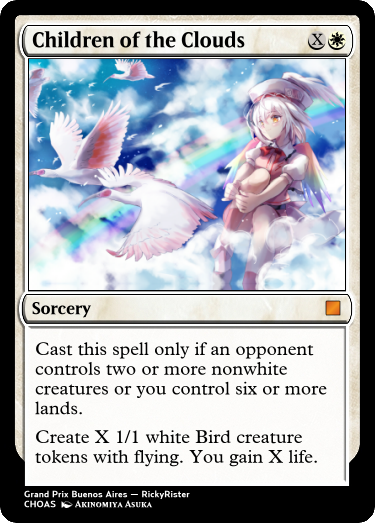 Children of the Clouds X
Sorcery
Cast this spell only if an opponent
controls two or more nonwhite
creatures or you control six or more
lands.
Create X 1/1 white Bird creature
tokens with flying. You gain X life.
Grand Prix Buenos Aires — RickyRister
CHOAS Akinomiya Asuka